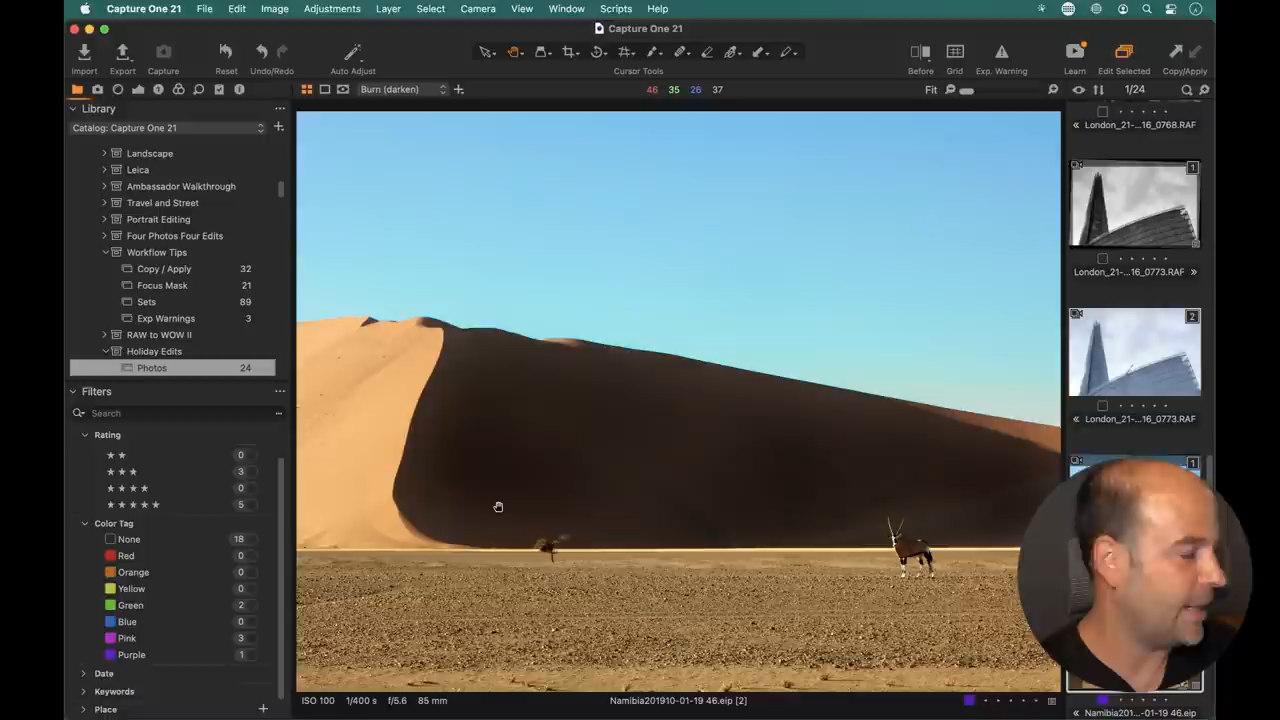 Capture One 21 File Edit Image Adjustments Layer Select Camera View Window Scripts Help
Capture One 21
Import Export Capture Reset Undo/Redo Auto Adjust Cursor Tools Before Grid Exp. Warning Learn Edit Selected Copy/Apply
Burn (darken) 46 35 26 37 Fit 1/24
Library
Catalog: Capture One 21
Landscape
Leica
Ambassador Walkthrough
Travel and Street
Portrait Editing
Four Photos Four Edits
Workflow Tips
Copy / Apply 32
Focus Mask 21
Sets 89
Exp Warnings 3
RAW to WOW II
Holiday Edits
Photos 24
Filters
Search
Rating
★ ★ 0
★ ★ ★ 3
★ ★ ★ ★ 0
★ ★ ★ ★ ★ 5
Color Tag
None 18
Red 0
Orange 0
Yellow 0
Green 2
Blue 0
Pink 3
Purple 1
Date
Keywords
Place
London_21-...16_0768.RAF
1
London_21-...16_0773.RAF
2
London_21-...16_0773.RAF
1
ISO 100 1/400 s f/5.6 85 mm Namibia201910-01-19 46.eip [2]
Namibia201...-01-19 46.eip